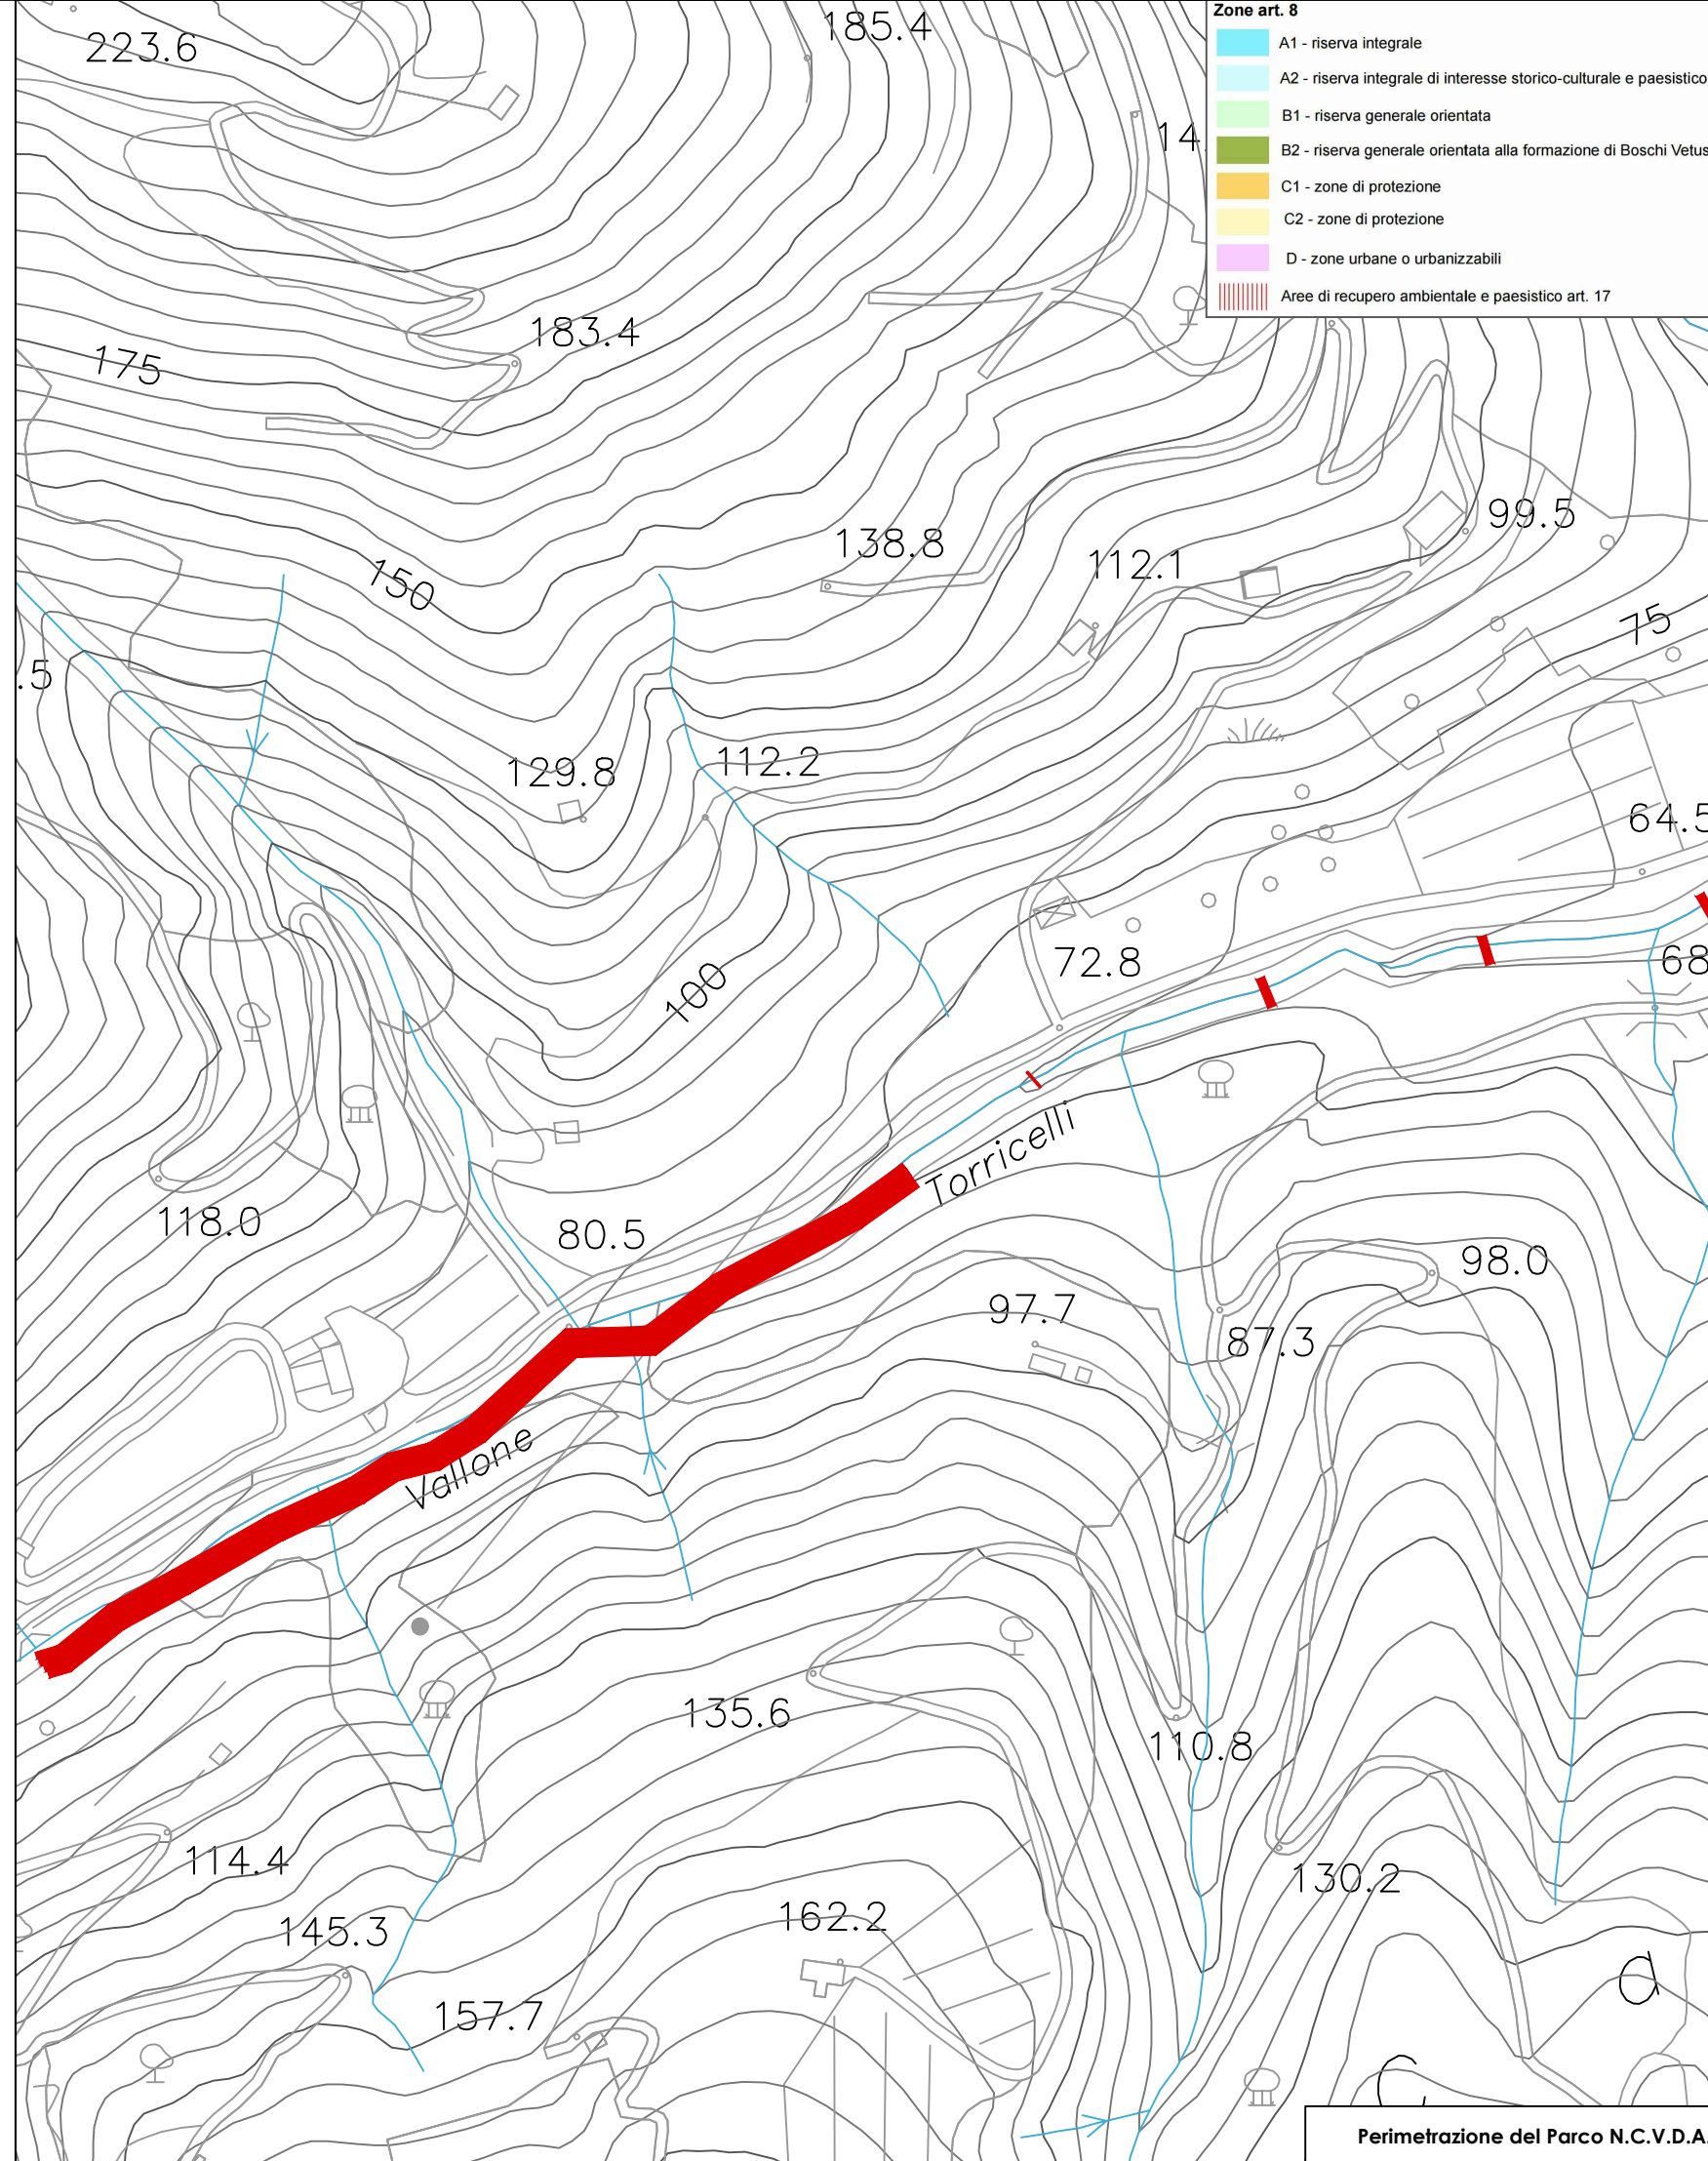 Zone art. 8
A1 - riserva integrale
A2 - riserva integrale di interesse storico-culturale e paesistico
B1 - riserva generale orientata
B2 - riserva generale orientata alla formazione di Boschi Vetus
C1 - zone di protezione
C2 - zone di protezione
D - zone urbane o urbanizzabili
Aree di recupero ambientale e paesistico art. 17
223.6
185.4
14
183.4
175
99.5
138.8
112.1
150
75
.5
129.8
112.2
64.5
72.8
68
100
Torricelli
118.0
80.5
98.0
97.7
87.3
Vallone
135.6
110.8
114.4
130.2
162.2
145.3
157.7
a
C
Perimetrazione del Parco N.C.V.D.A.